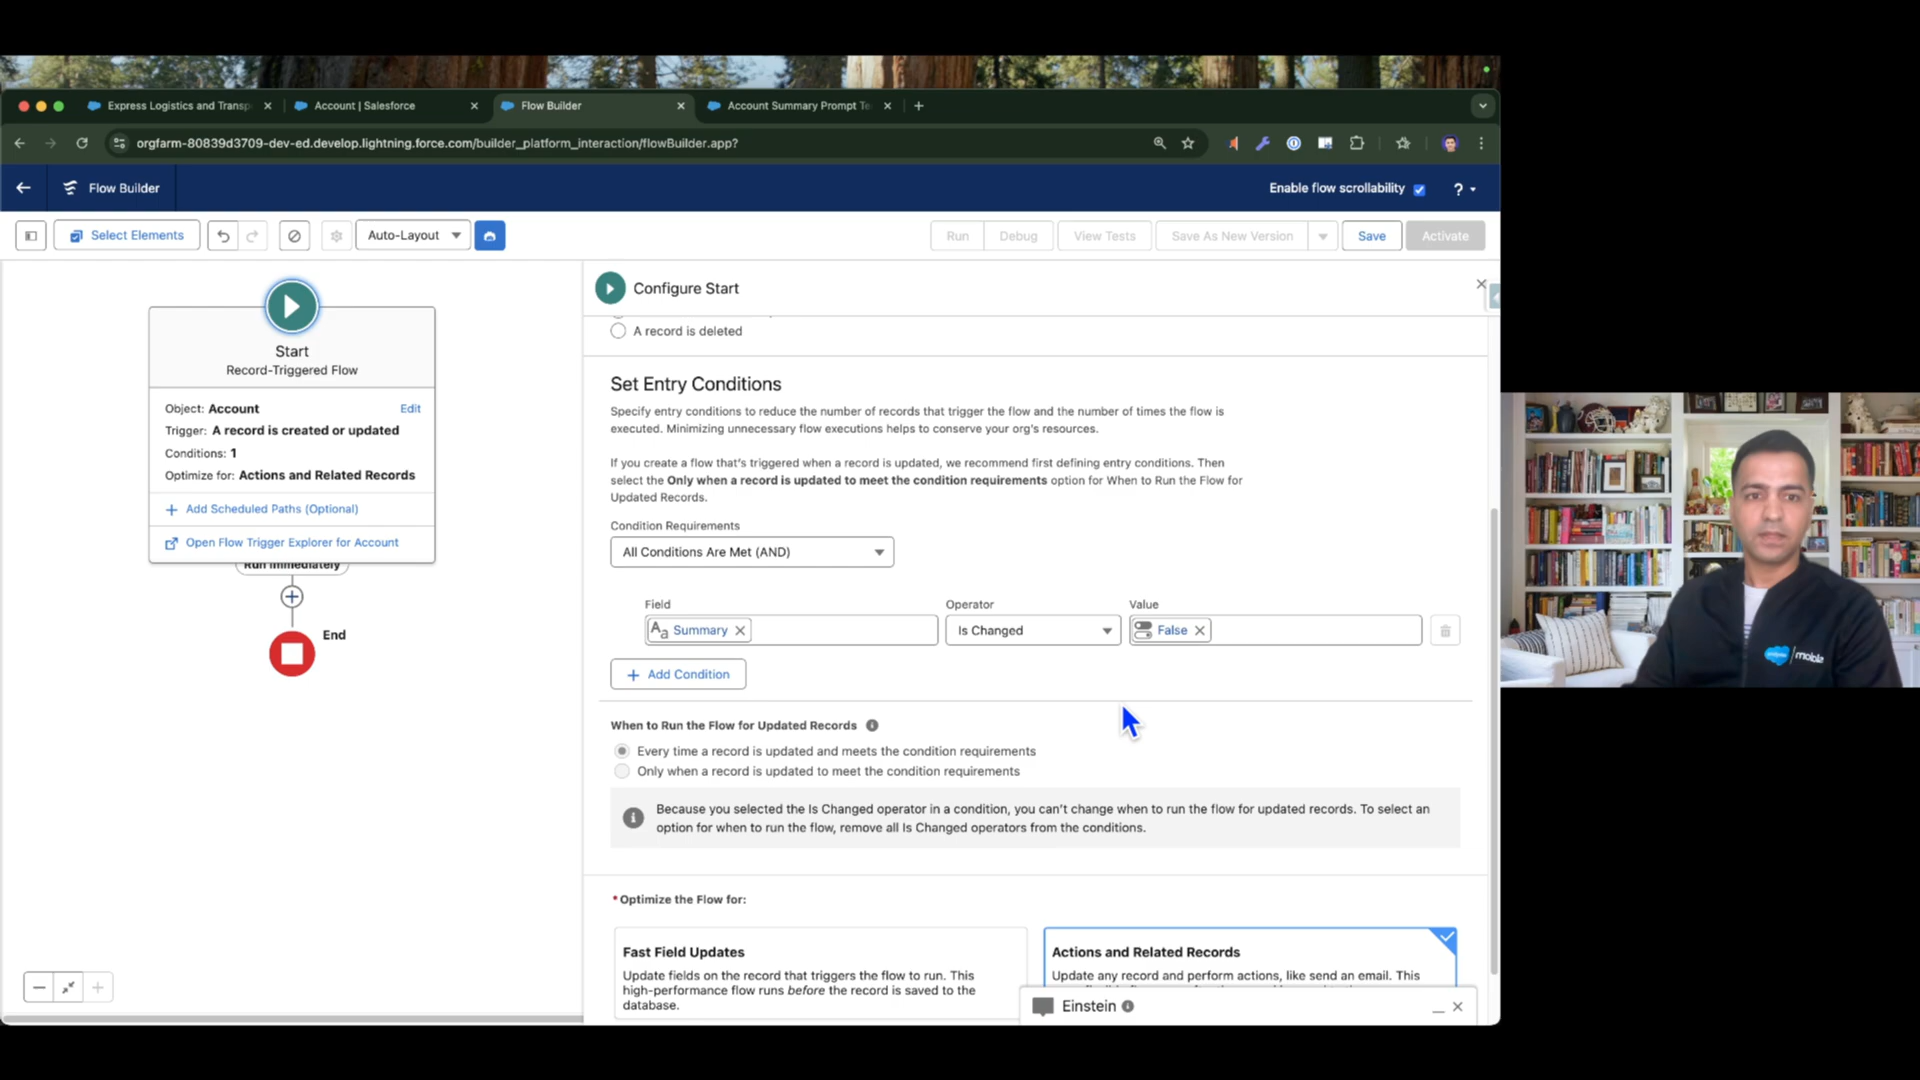 Express Logistics and Transp
Account | Salesforce
Flow Builder
Account Summary Prompt Te
orgfarm-80839d3709-dev-ed.develop.lightning.force.com/builder_platform_interaction/flowBuilder.app?
Flow Builder
Enable flow scrollability
?
Select Elements
Auto-Layout
Run
Debug
View Tests
Save As New Version
Save
Activate
Start
Record-Triggered Flow
Object: Account
Edit
Trigger: A record is created or updated
Conditions: 1
Optimize for: Actions and Related Records
Add Scheduled Paths (Optional)
Open Flow Trigger Explorer for Account
Run Immediately
End
Configure Start
A record is deleted
Set Entry Conditions
Specify entry conditions to reduce the number of records that trigger the flow and the number of times the flow is
executed. Minimizing unnecessary flow executions helps to conserve your org's resources.
If you create a flow that's triggered when a record is updated, we recommend first defining entry conditions. Then
select the Only when a record is updated to meet the condition requirements option for When to Run the Flow for
Updated Records.
Condition Requirements
All Conditions Are Met (AND)
Field
Operator
Value
Aa Summary
Is Changed
False
Add Condition
When to Run the Flow for Updated Records
Every time a record is updated and meets the condition requirements
Only when a record is updated to meet the condition requirements
Because you selected the Is Changed operator in a condition, you can't change when to run the flow for updated records. To select an
option for when to run the flow, remove all Is Changed operators from the conditions.
*Optimize the Flow for:
Fast Field Updates
Update fields on the record that triggers the flow to run. This
high-performance flow runs before the record is saved to the
database.
Actions and Related Records
Update any record and perform actions, like send an email. This
Einstein